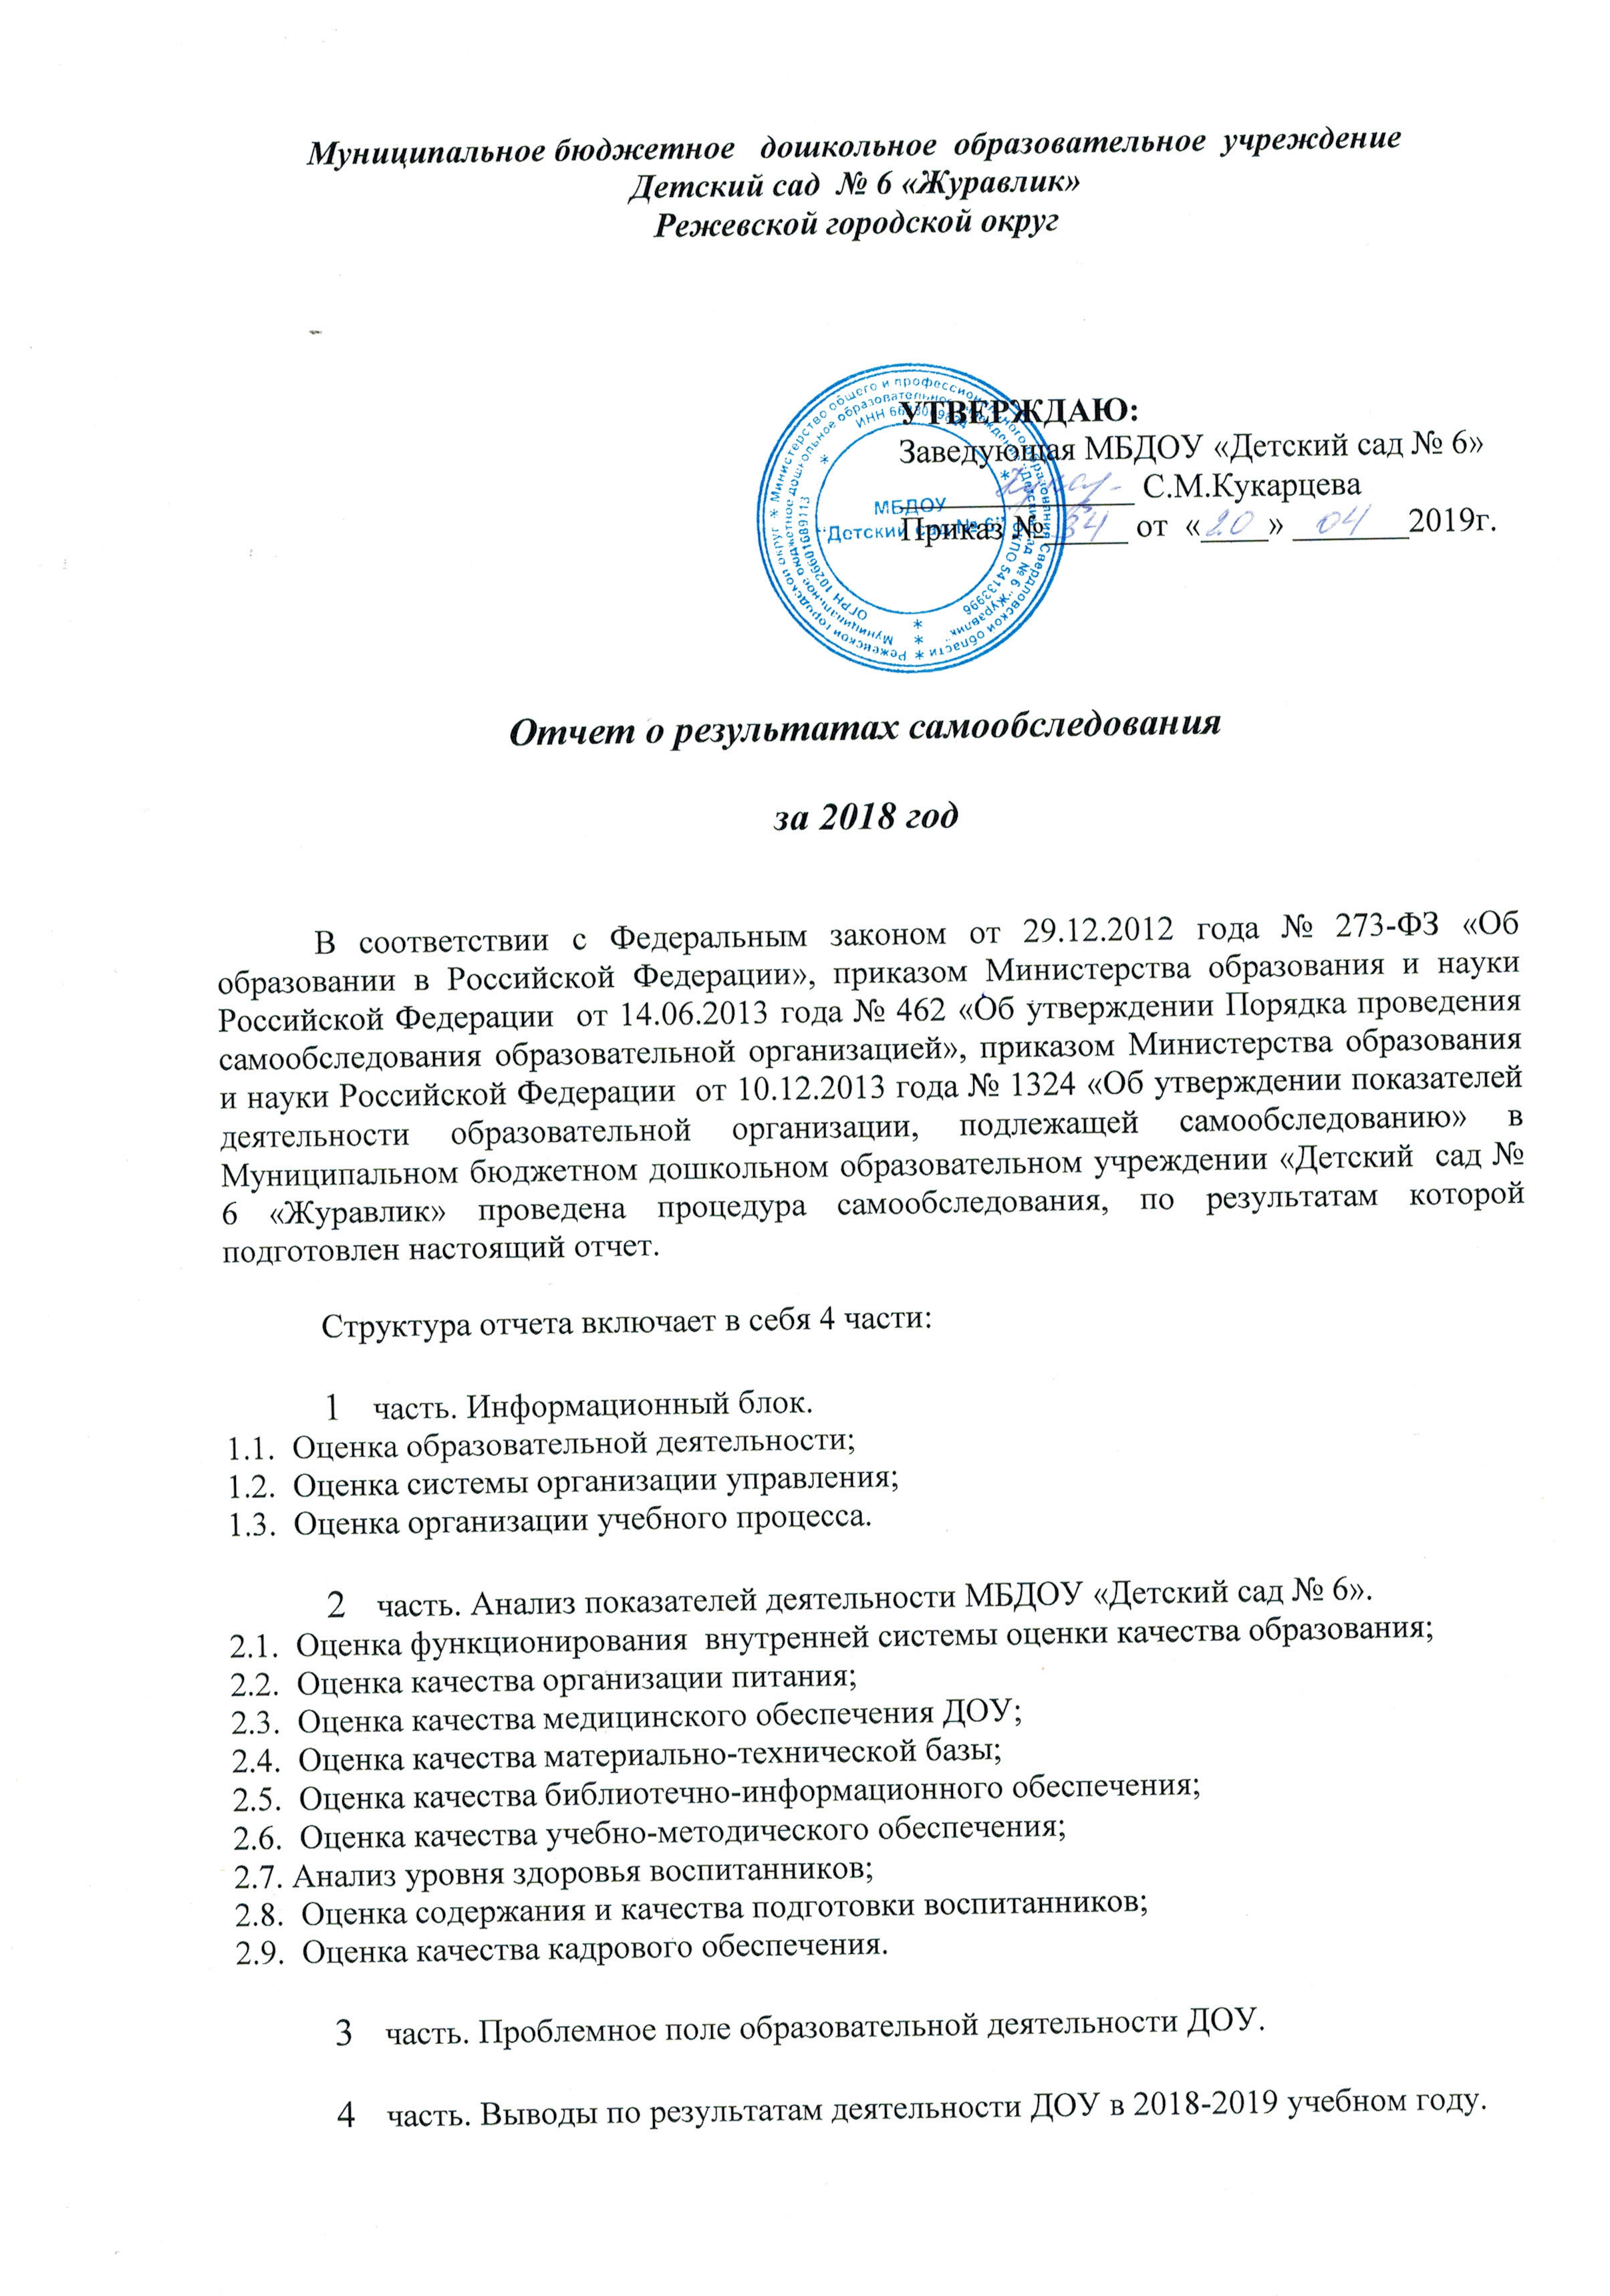 Муниципальное бюджетное дошкольное образовательное учреждение
Детский сад № 6 «Журавлик»
Режевской городской округ
УТВЕРЖДАЮ:
Заведующая МБДОУ «Детский сад № 6»
____________ С.М.Кукарцева
Приказ № 34 от «20» 04 2019г.
МБДОУ
"Детский сад № 6"
Отчет о результатах самообследования
за 2018 год
В соответствии с Федеральным законом от 29.12.2012 года № 273-ФЗ «Об
образовании в Российской Федерации», приказом Министерства образования и науки
Российской Федерации от 14.06.2013 года № 462 «Об утверждении Порядка проведения
самообследования образовательной организацией», приказом Министерства образования
и науки Российской Федерации от 10.12.2013 года № 1324 «Об утверждении показателей
деятельности образовательной организации, подлежащей самообследованию» в
Муниципальном бюджетном дошкольном образовательном учреждении «Детский сад №
6 «Журавлик» проведена процедура самообследования, по результатам которой
подготовлен настоящий отчет.
Структура отчета включает в себя 4 части:
1 часть. Информационный блок.
1.1. Оценка образовательной деятельности;
1.2. Оценка системы организации управления;
1.3. Оценка организации учебного процесса.
2 часть. Анализ показателей деятельности МБДОУ «Детский сад № 6».
2.1. Оценка функционирования внутренней системы оценки качества образования;
2.2. Оценка качества организации питания;
2.3. Оценка качества медицинского обеспечения ДОУ;
2.4. Оценка качества материально-технической базы;
2.5. Оценка качества библиотечно-информационного обеспечения;
2.6. Оценка качества учебно-методического обеспечения;
2.7. Анализ уровня здоровья воспитанников;
2.8. Оценка содержания и качества подготовки воспитанников;
2.9. Оценка качества кадрового обеспечения.
3 часть. Проблемное поле образовательной деятельности ДОУ.
4 часть. Выводы по результатам деятельности ДОУ в 2018-2019 учебном году.